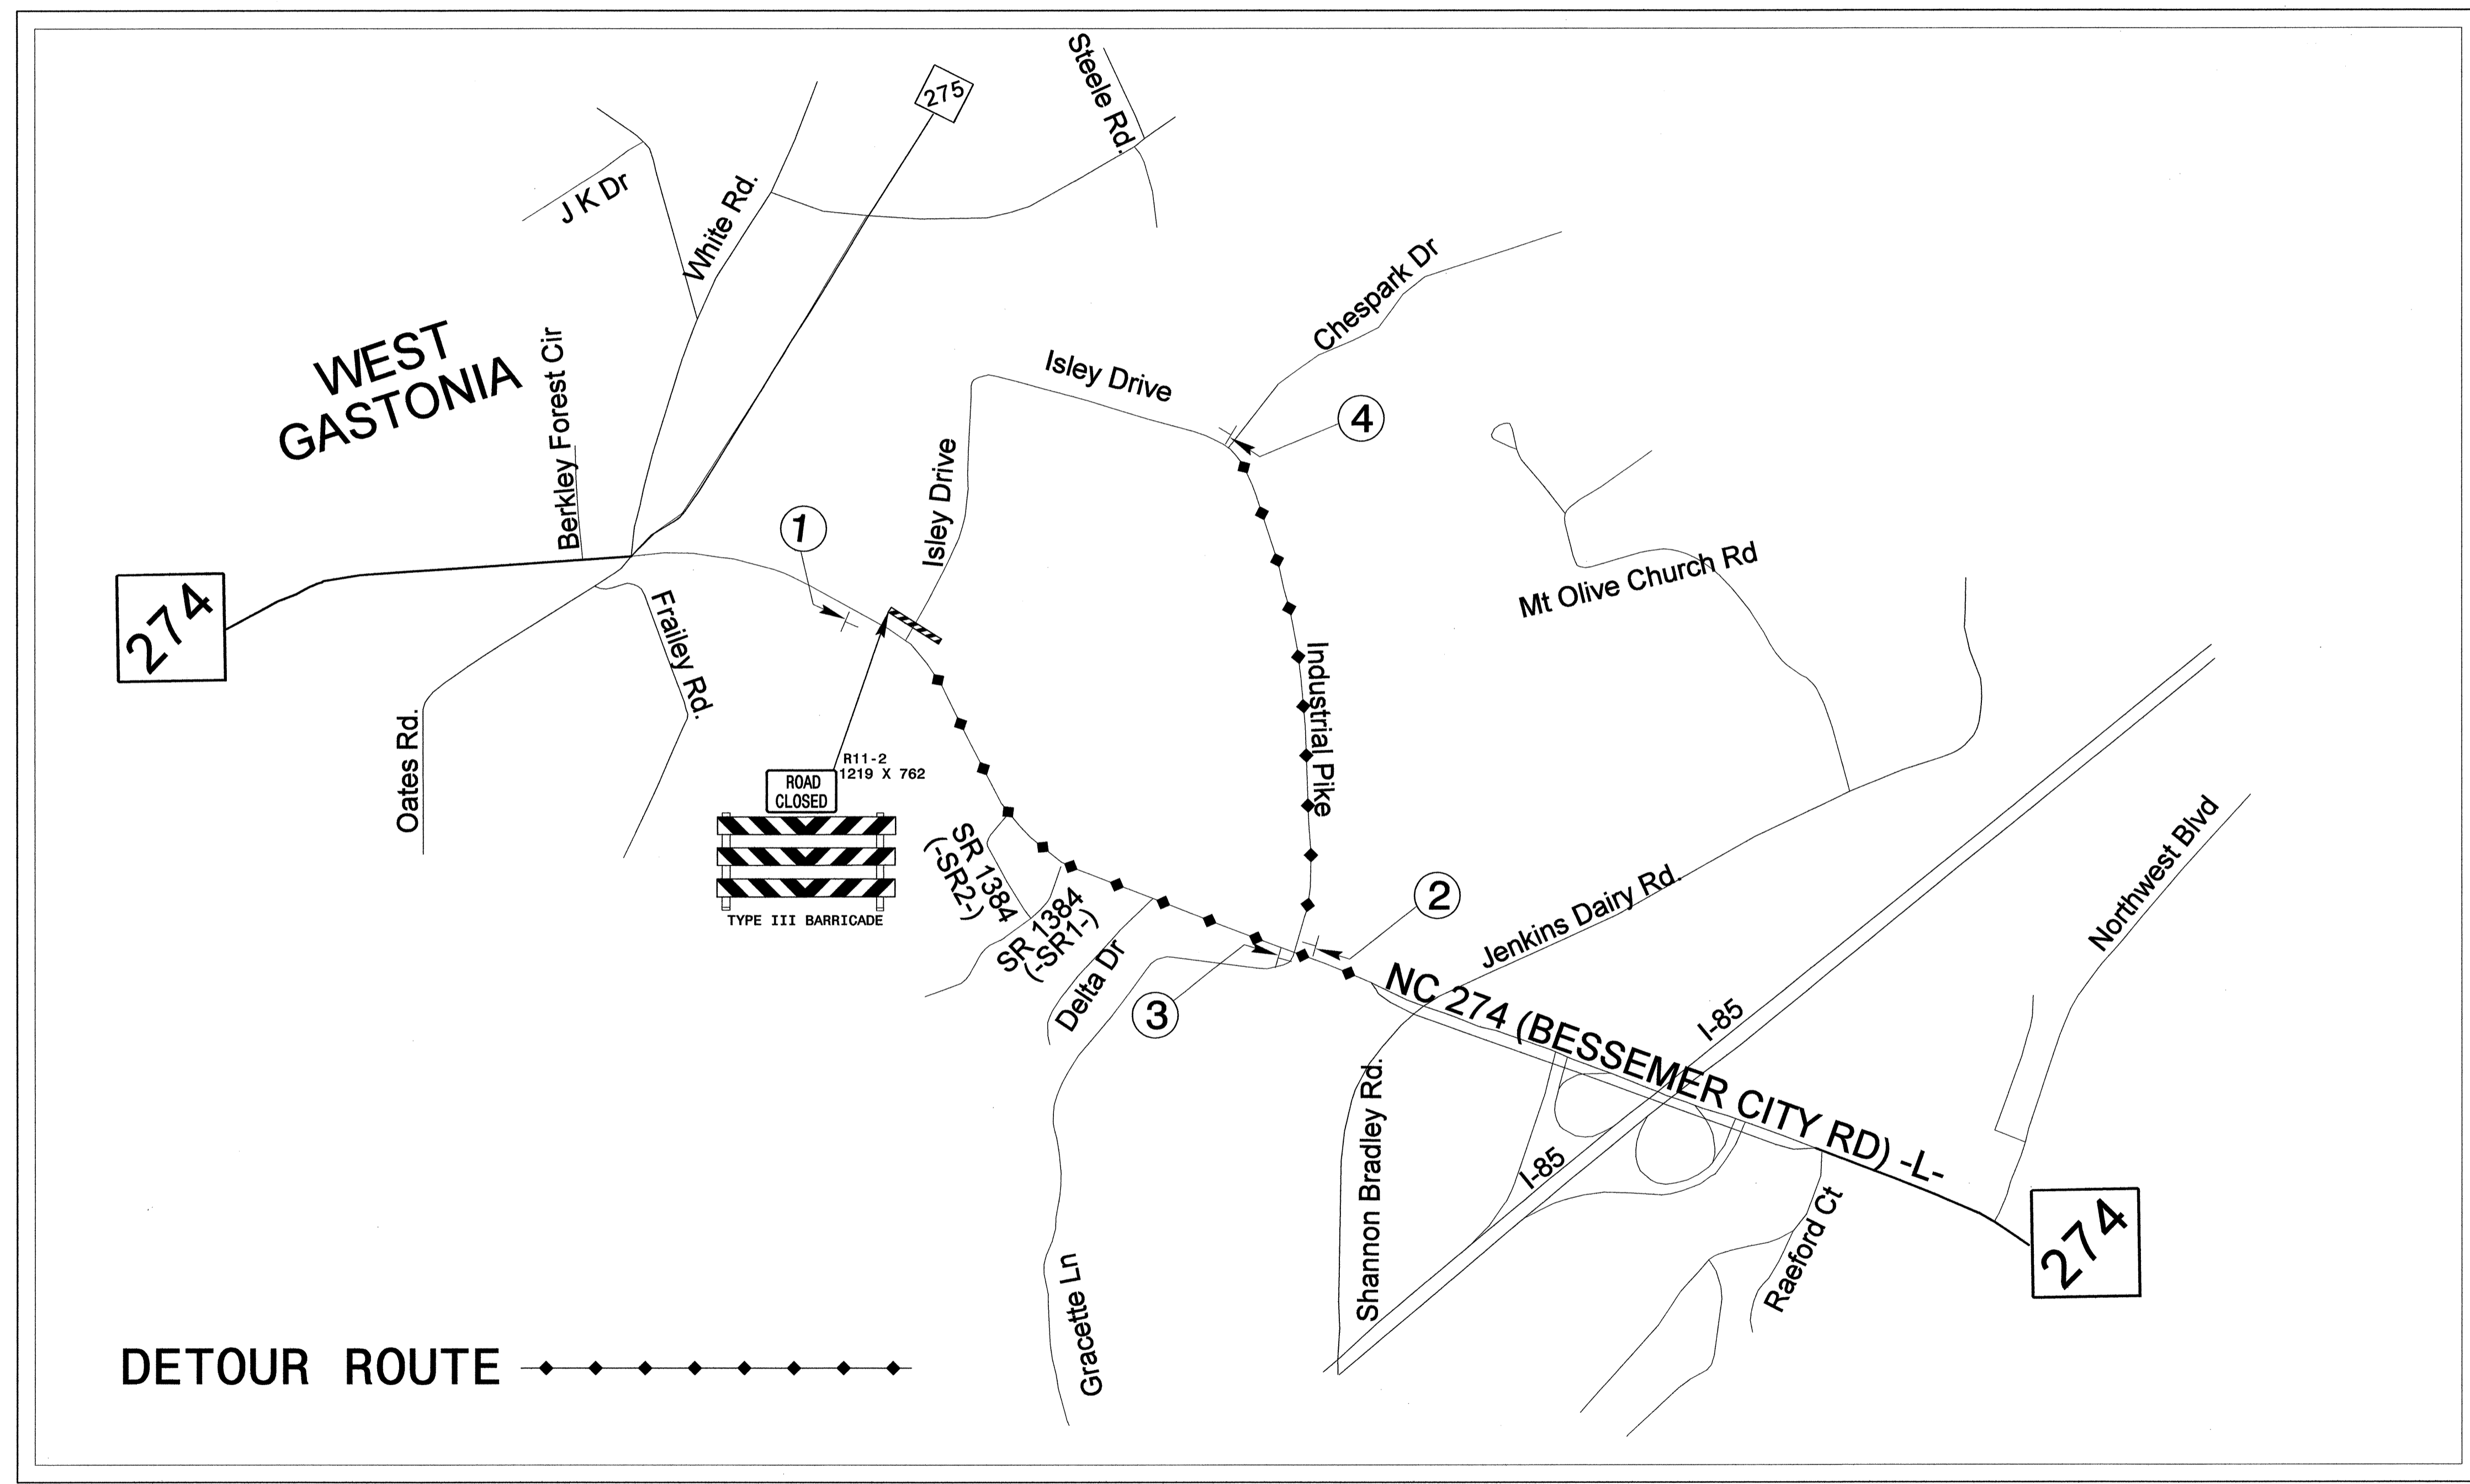 275
Steele Rd.
J K Dr
White Rd.
WEST
GASTONIA
Berkley Forest Cir
Isley Drive
Chespark Dr
4
1
Isley Drive
274
Frailey Rd.
Oates Rd.
Mt Olive Church Rd
Industrial Pike
R11-2
1219 X 762
ROAD
CLOSED
TYPE III BARRICADE
SR 1384
(-SR2-)
SR 1384
(-SR1-)
Delta Dr
3
2
Jenkins Dairy Rd.
Northwest Blvd
NC 274 (BESSEMER CITY RD) -L-
I-85
I-85
Shannon Bradley Rd.
Raeford Ct
274
Gracette Ln
DETOUR ROUTE